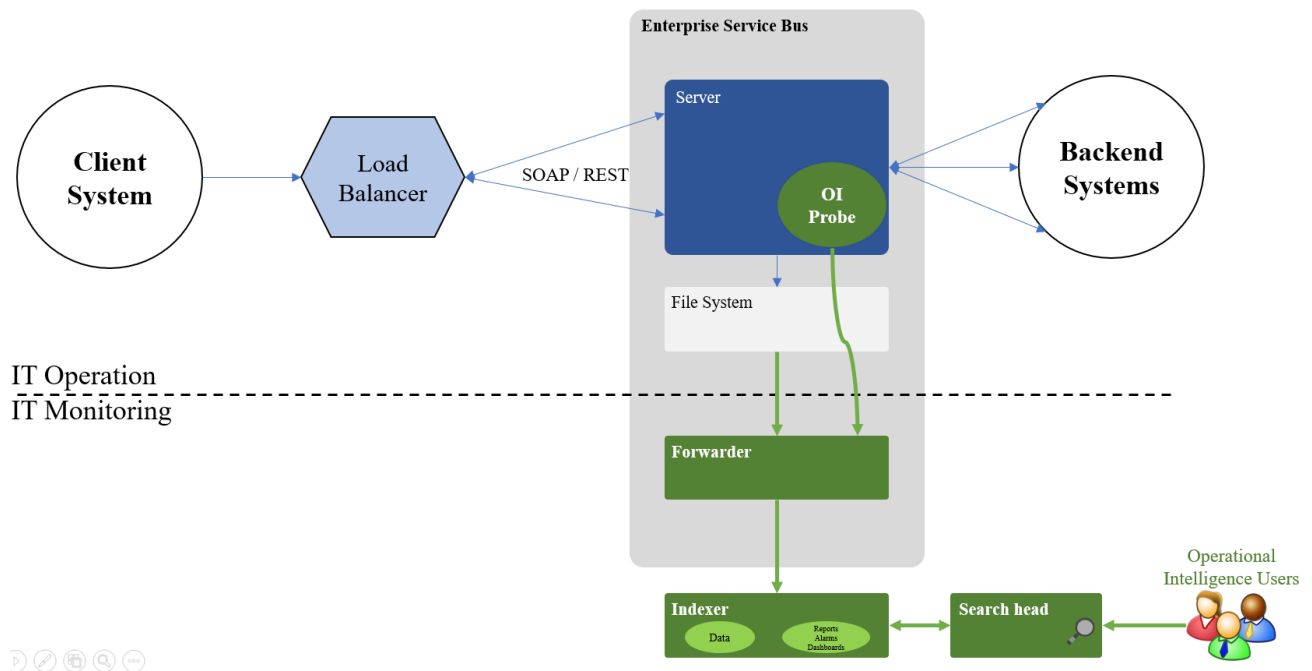 Enterprise Service Bus
Server
Client
System
Load
Balancer
SOAP / REST
OI
Probe
Backend
Systems
File System
IT Operation
IT Monitoring
Forwarder
Operational
Intelligence Users
Indexer
Data
Reports
Alarms
Dashboards
Search head